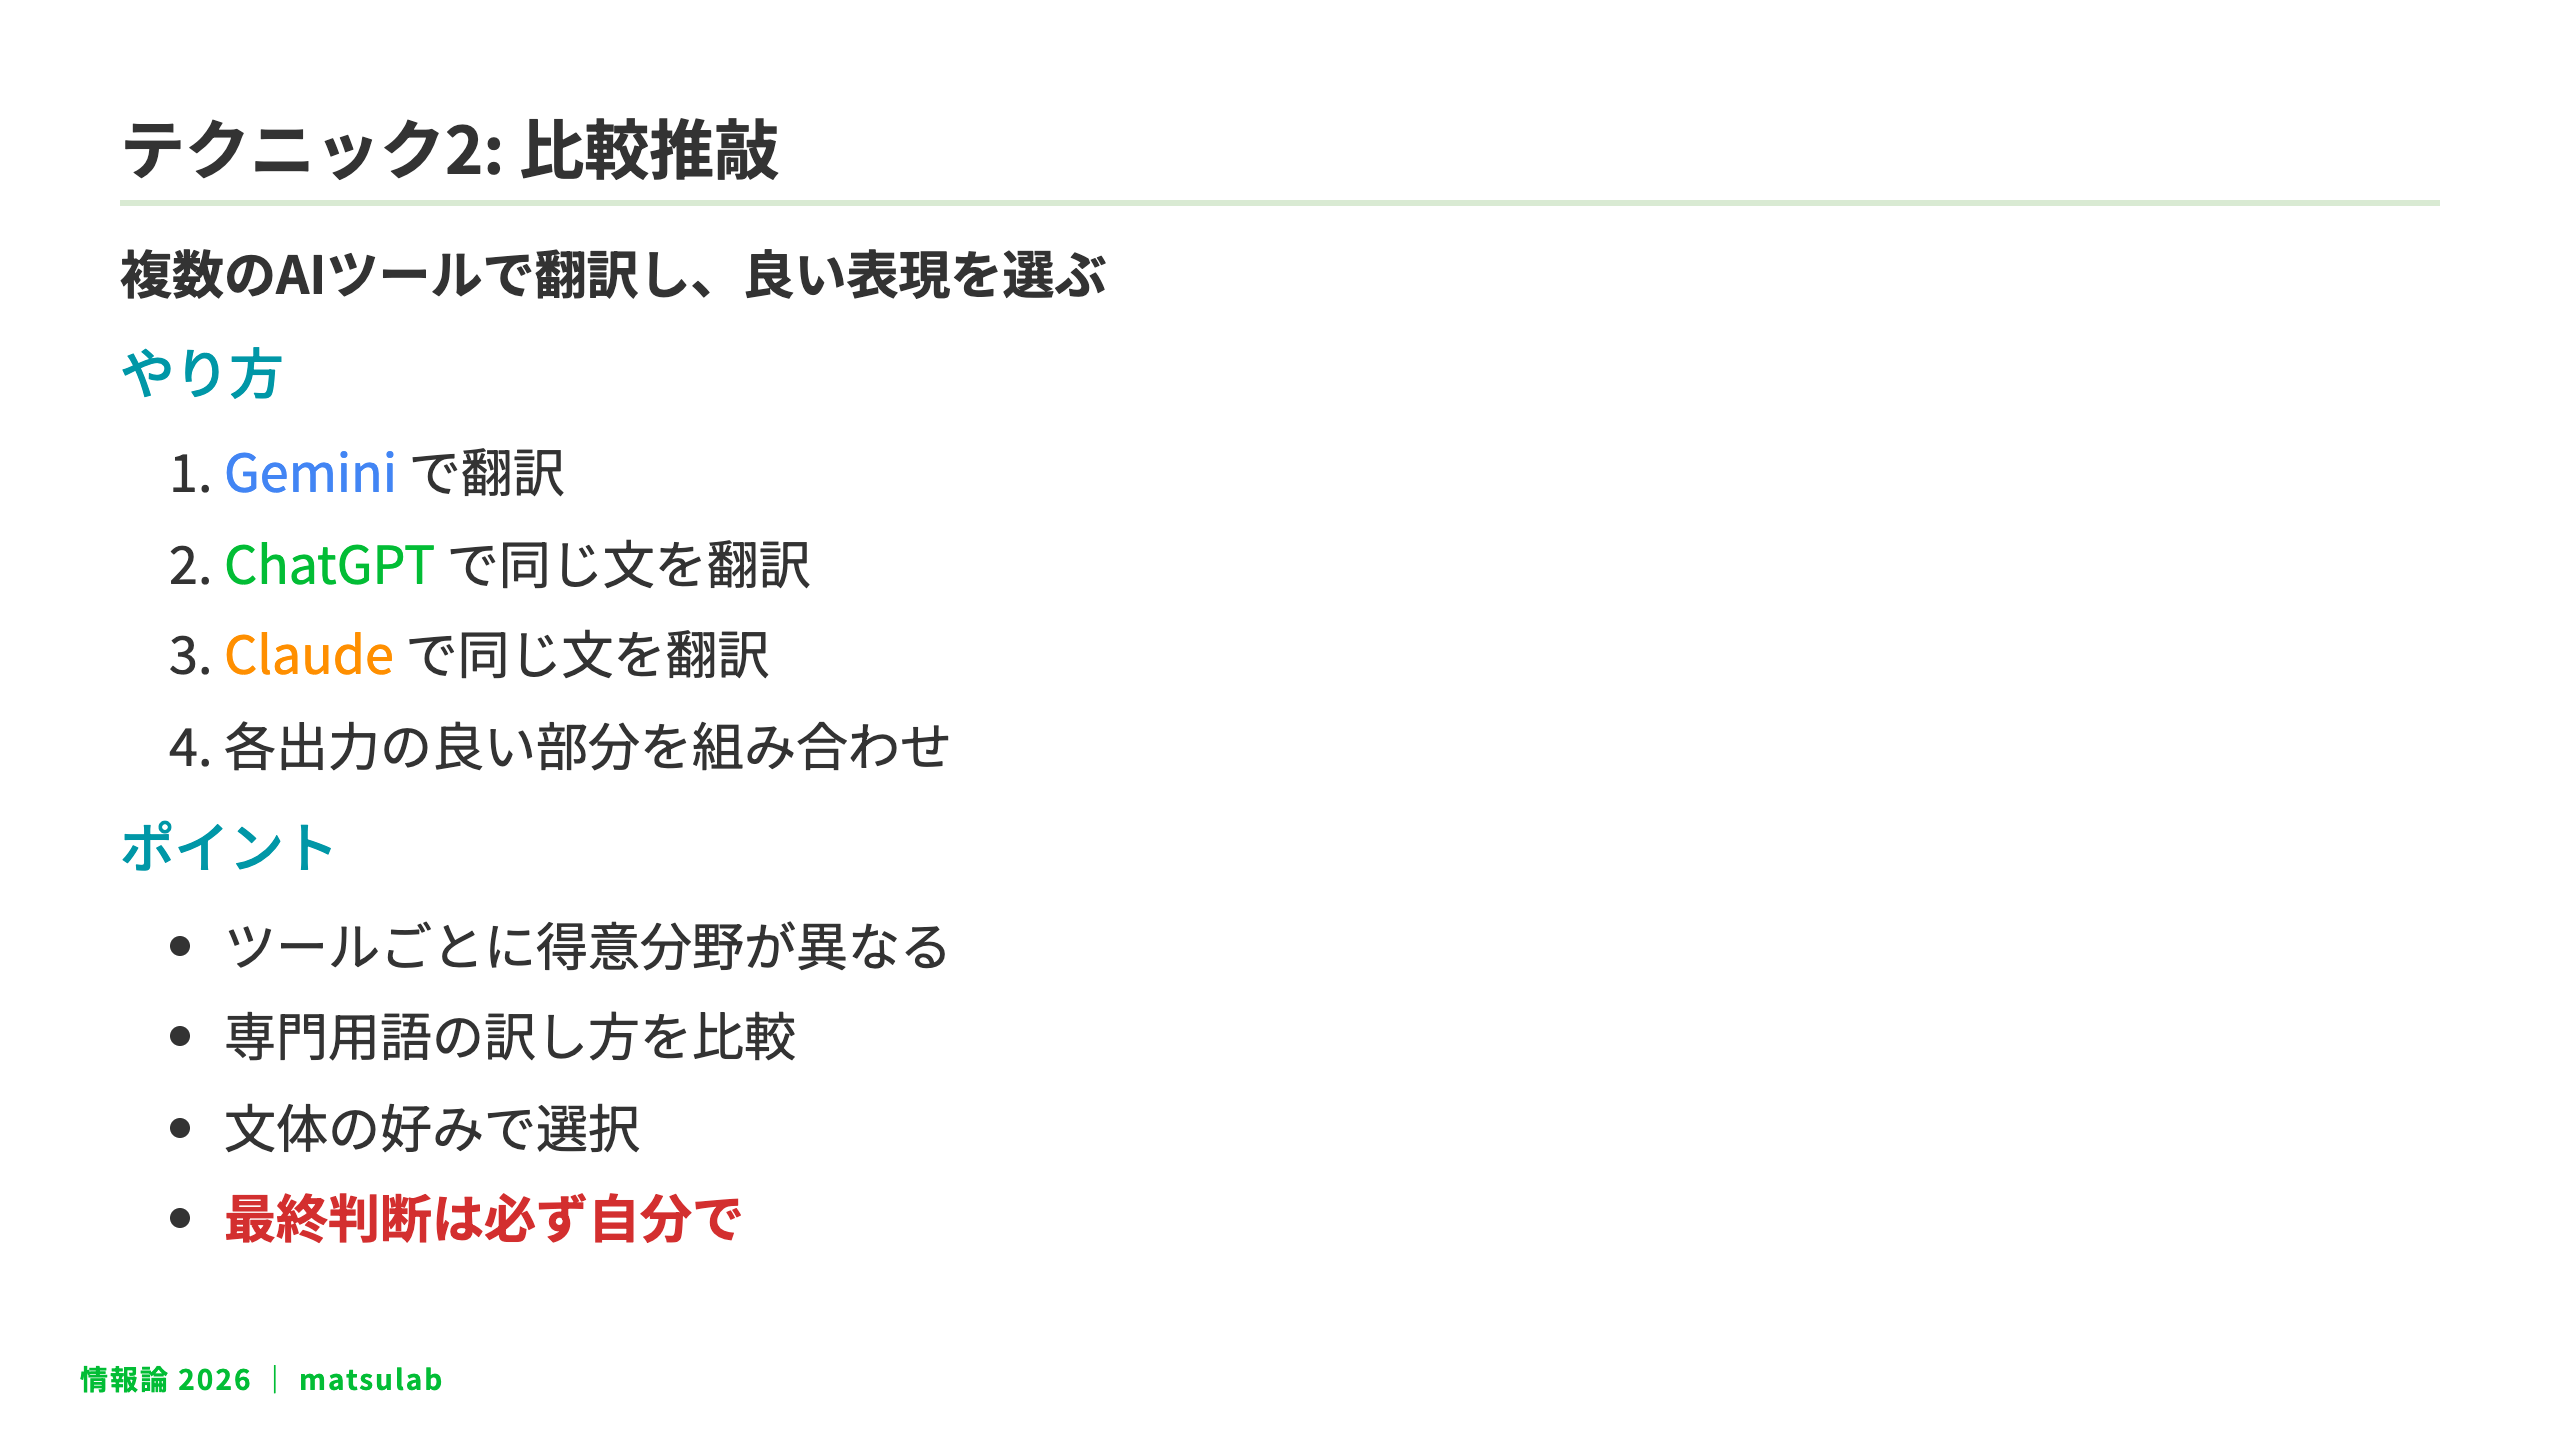 テクニック2: 比較推敲
複数のAIツールで翻訳し、良い表現を選ぶ
やり方
1. Gemini で翻訳
2. ChatGPT で同じ文を翻訳
3. Claude で同じ文を翻訳
4. 各出力の良い部分を組み合わせ
ポイント
• ツールごとに得意分野が異なる
• 専門用語の訳し方を比較
• 文体の好みで選択
• 最終判断は必ず自分で
情報論 2026 ｜ matsulab